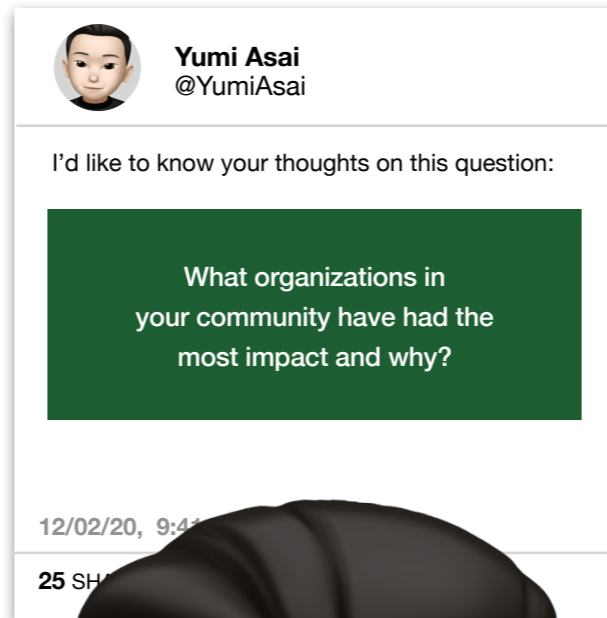 Yumi Asai
@YumiAsai
I’d like to know your thoughts on this question:
What organizations in
your community have had the
most impact and why?
12/02/20,
25